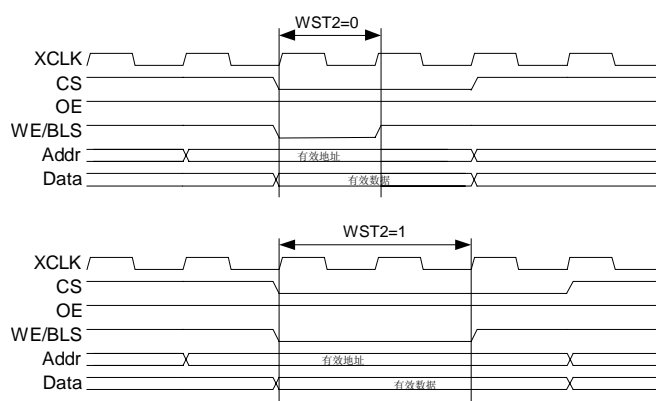 WST2=0
XCLK
CS
OE
WE/BLS
Addr 有效地址
Data 有效数据
WST2=1
XCLK
CS
OE
WE/BLS
Addr 有效地址
Data 有效数据